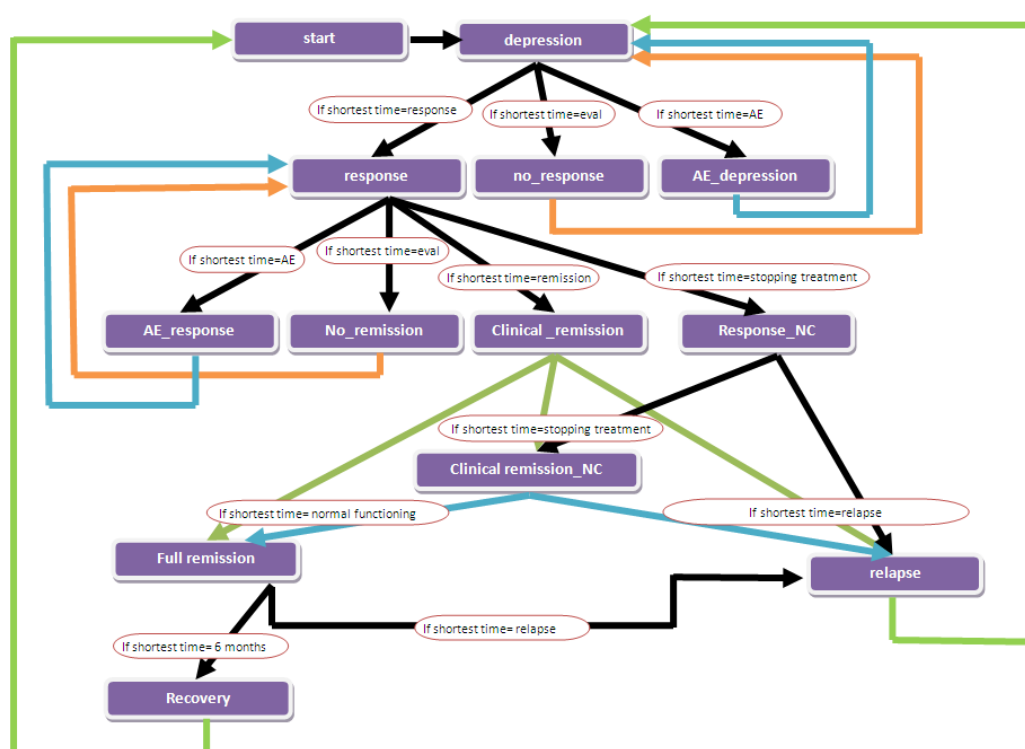 start
depression
If shortest time=response
If shortest time=eval
If shortest time=AE
response
no_response
AE_depression
If shortest time=AE
If shortest time=eval
If shortest time=remission
If shortest time=stopping treatment
AE_response
No_remission
Clinical _remission
Response_NC
If shortest time=stopping treatment
Clinical remission_NC
If shortest time= normal functioning
If shortest time=relapse
Full remission
relapse
If shortest time= relapse
If shortest time= 6 months
Recovery